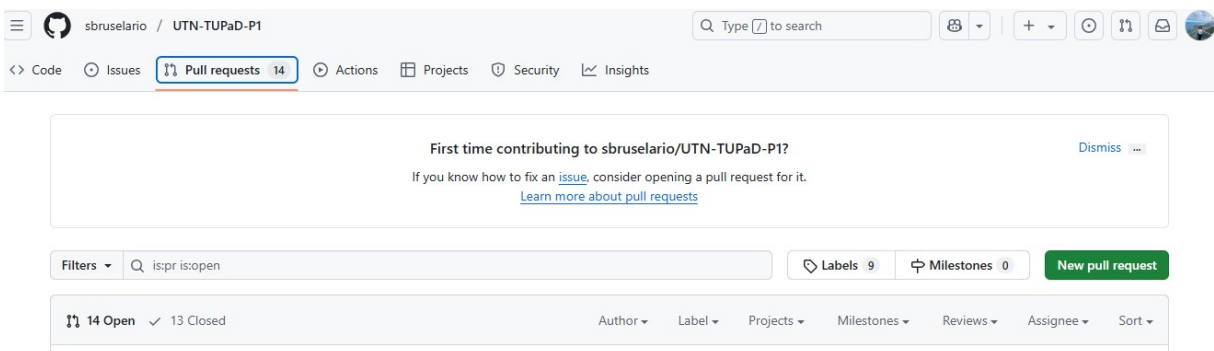 sbruselario / UTN-TUPaD-P1 Type / to search
Code Issues Pull requests 14 Actions Projects Security Insights
First time contributing to sbruselario/UTN-TUPaD-P1? Dismiss ...
If you know how to fix an issue, consider opening a pull request for it.
Learn more about pull requests
Filters is:pr is:open Labels 9 Milestones 0 New pull request
14 Open 13 Closed Author Label Projects Milestones Reviews Assignee Sort